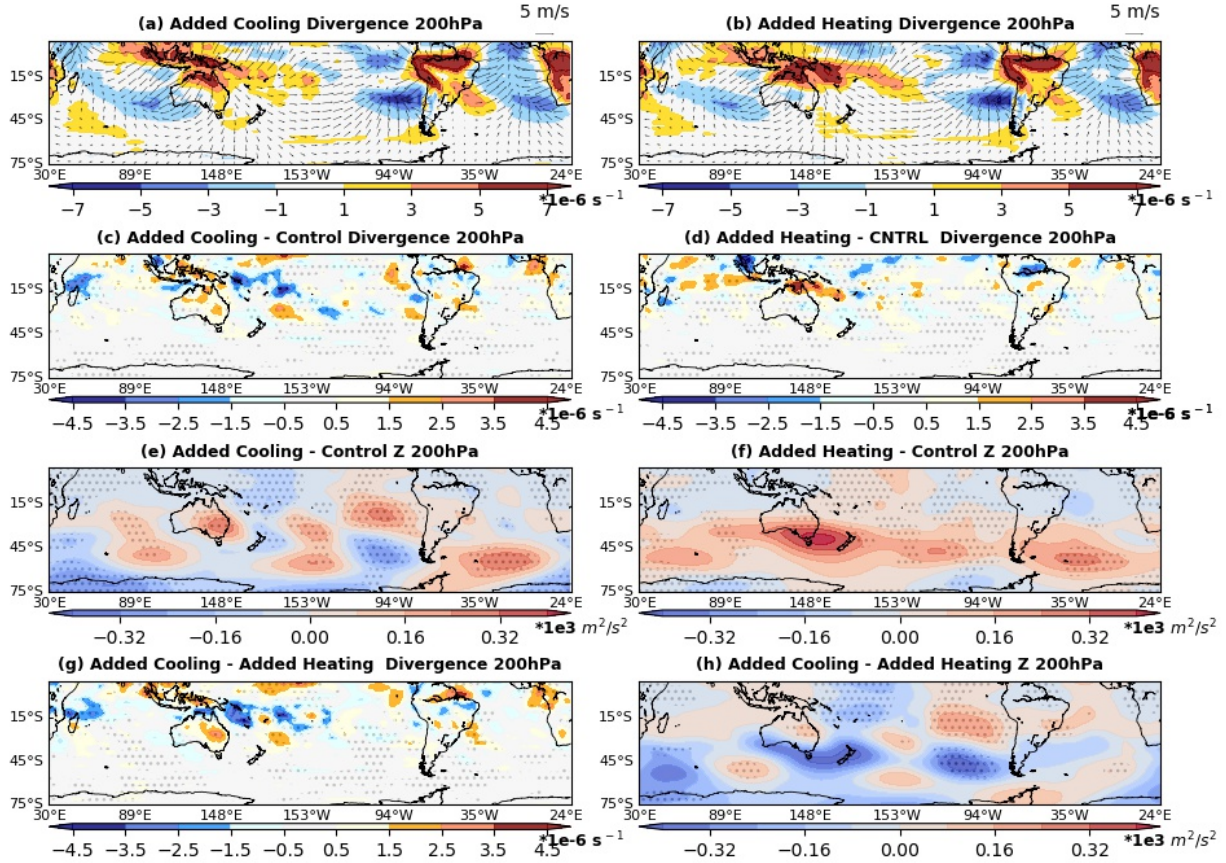 5 m/s
5 m/s
(a) Added Cooling Divergence 200hPa
(b) Added Heating Divergence 200hPa
15°S
45°S
75°S
15°S
45°S
75°S
30°E 89°E 148°E 153°W 94°W 35°W 24°E
30°E 89°E 148°E 153°W 94°W 35°W 24°E
−7 −5 −3 −1 1 3 5 7
*1e-6 s⁻¹
−7 −5 −3 −1 1 3 5 7
*1e-6 s⁻¹
(c) Added Cooling - Control Divergence 200hPa
(d) Added Heating - CNTRL Divergence 200hPa
15°S
45°S
75°S
15°S
45°S
75°S
30°E 89°E 148°E 153°W 94°W 35°W 24°E
30°E 89°E 148°E 153°W 94°W 35°W 24°E
−4.5 −3.5 −2.5 −1.5 −0.5 0.5 1.5 2.5 3.5 4.5
*1e-6 s⁻¹
−4.5 −3.5 −2.5 −1.5 −0.5 0.5 1.5 2.5 3.5 4.5
*1e-6 s⁻¹
(e) Added Cooling - Control Z 200hPa
(f) Added Heating - Control Z 200hPa
15°S
45°S
75°S
15°S
45°S
75°S
30°E 89°E 148°E 153°W 94°W 35°W 24°E
30°E 89°E 148°E 153°W 94°W 35°W 24°E
−0.32 −0.16 0.00 0.16 0.32
*1e3 m²/s²
−0.32 −0.16 0.00 0.16 0.32
*1e3 m²/s²
(g) Added Cooling - Added Heating Divergence 200hPa
(h) Added Cooling - Added Heating Z 200hPa
15°S
45°S
75°S
15°S
45°S
75°S
30°E 89°E 148°E 153°W 94°W 35°W 24°E
30°E 89°E 148°E 153°W 94°W 35°W 24°E
−4.5 −3.5 −2.5 −1.5 −0.5 0.5 1.5 2.5 3.5 4.5
*1e-6 s⁻¹
−0.32 −0.16 0.00 0.16 0.32
*1e3 m²/s²